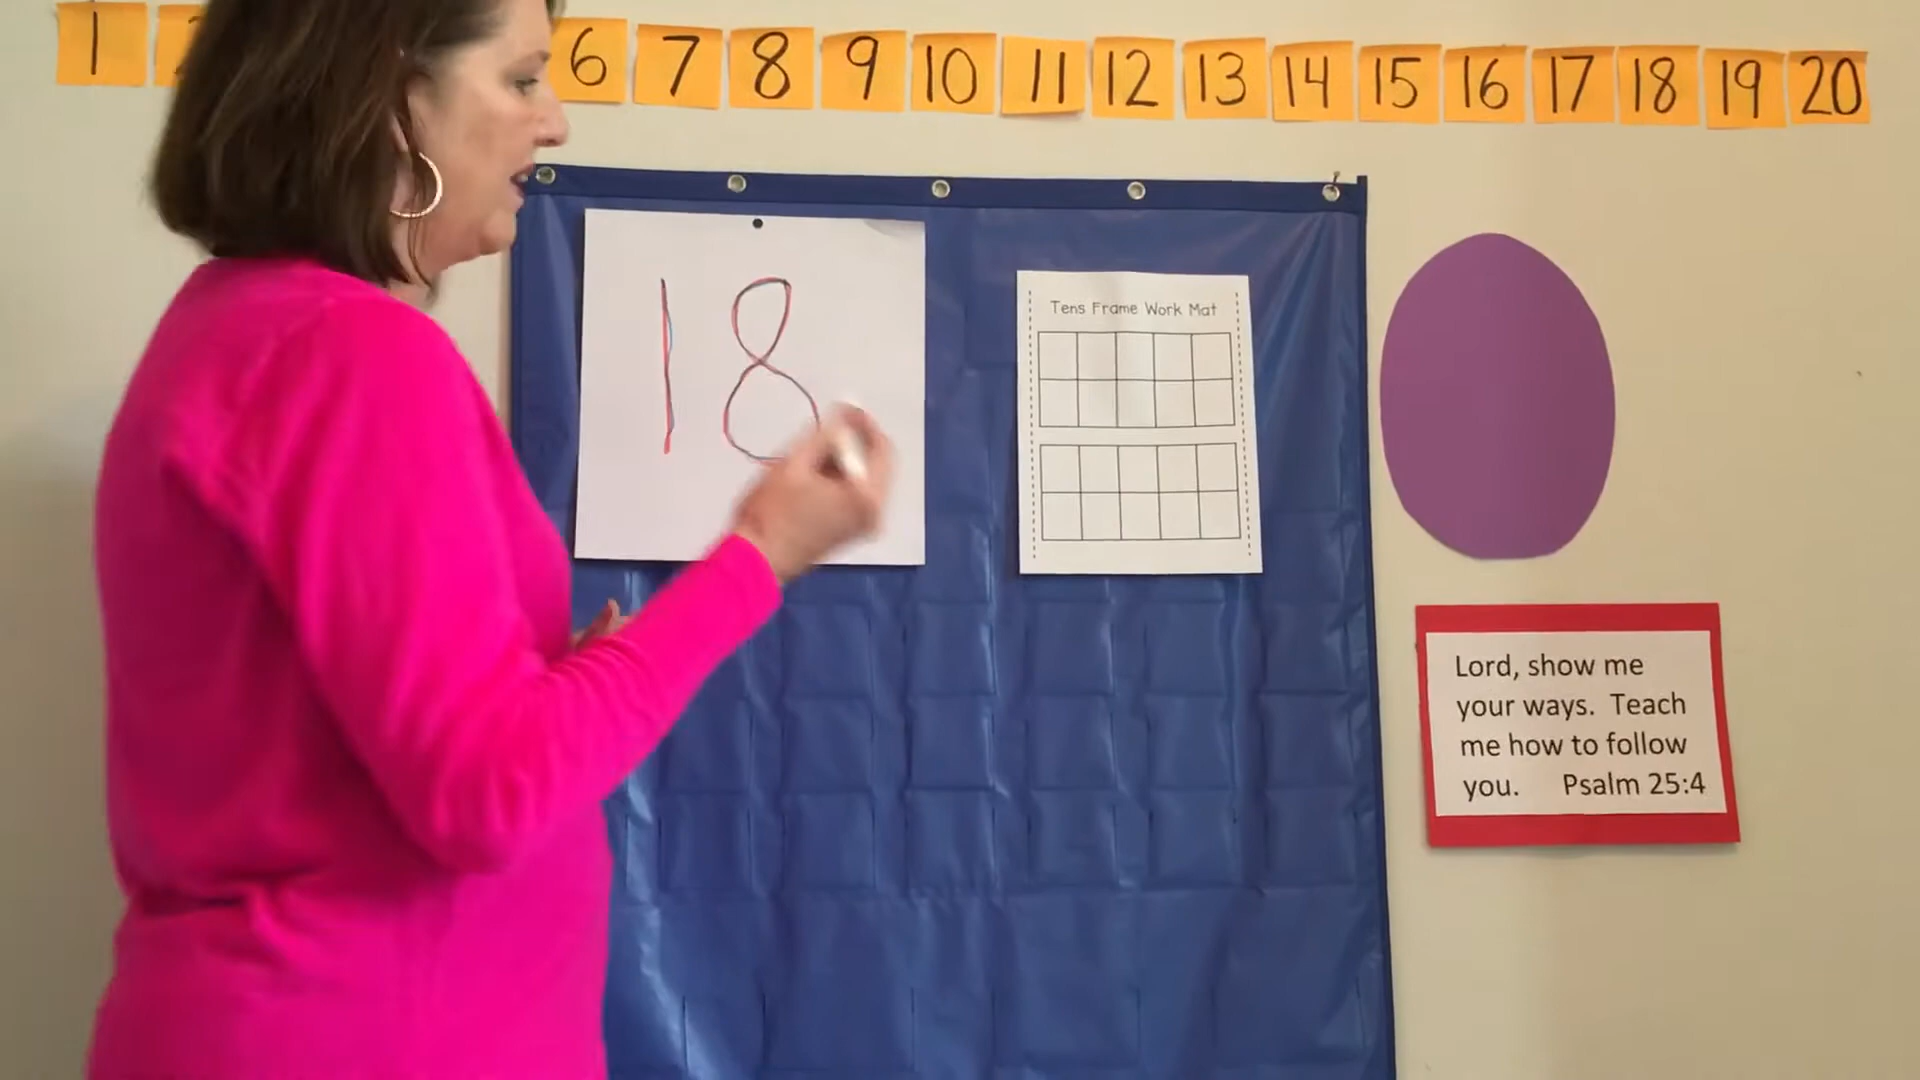 1 6 7 8 9 10 11 12 13 14 15 16 17 18 19 20
18
Tens Frame Work Mat
Lord, show me
your ways. Teach
me how to follow
you. Psalm 25:4